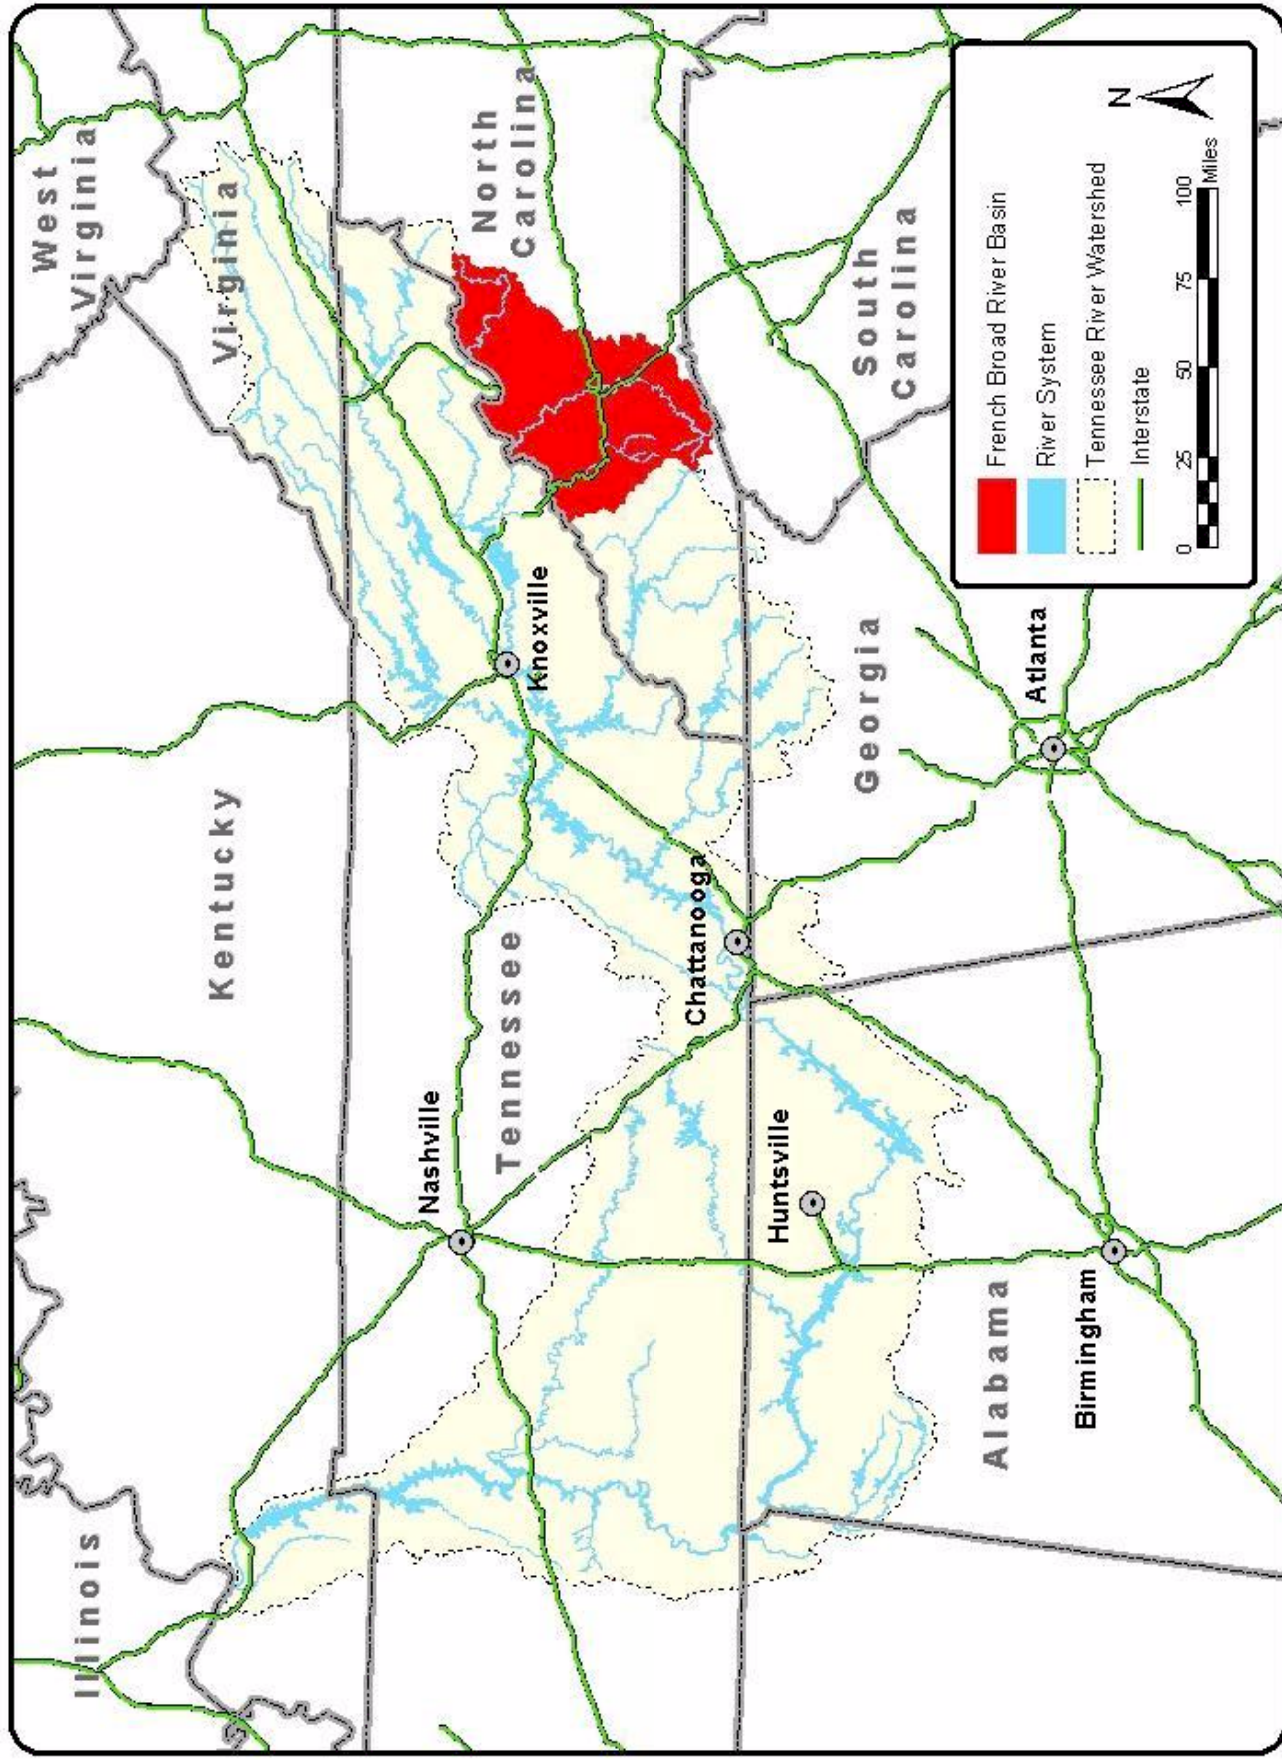 West
Virginia
Illinois
Kentucky
Virginia
North
Carolina
Nashville
Tennessee
Knoxville
Chattanooga
Huntsville
South
Carolina
Georgia
Alabama
Birmingham
Atlanta
French Broad River Basin
River System
Tennessee River Watershed
Interstate
N
0 25 50 75 100
Miles